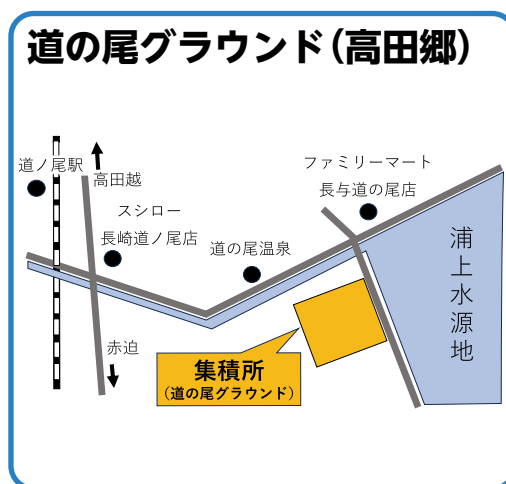 道の尾グラウンド（高田郷）
道ノ尾駅
高田越
ファミリーマート
長与道の尾店
スシロー
長崎道ノ尾店
道の尾温泉
浦上水源地
赤迫
集積所
（道の尾グラウンド）